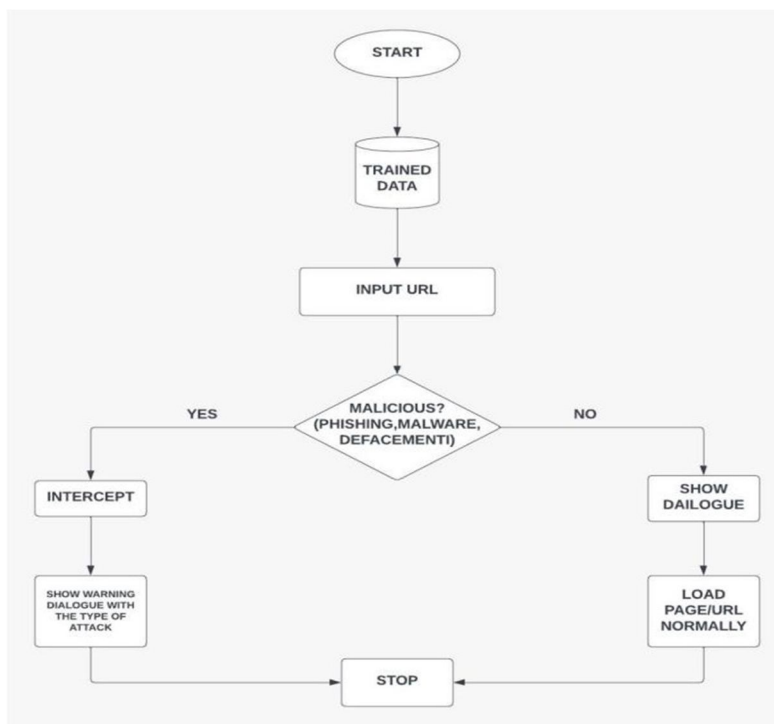 START
TRAINED
DATA
INPUT URL
MALICIOUS?
(PHISHING,MALWARE,
DEFACEMENTI)
YES
NO
INTERCEPT
SHOW
DAILOGUE
SHOW WARNING
DIALOGUE WITH
THE TYPE OF
ATTACK
LOAD
PAGE/URL
NORMALLY
STOP